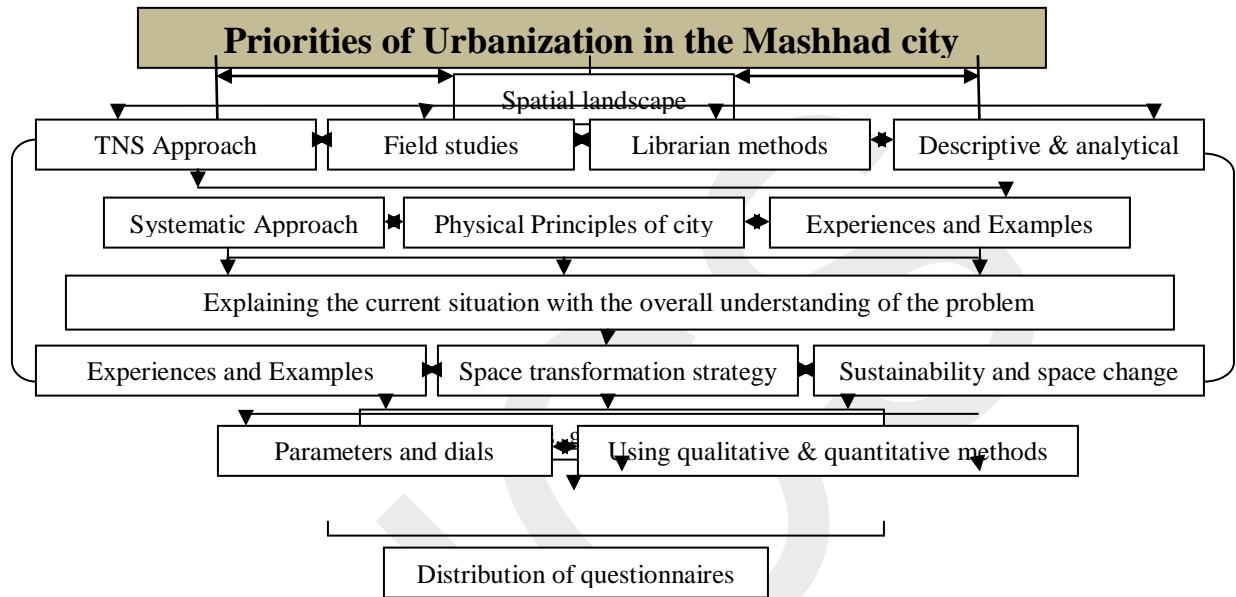 Priorities of Urbanization in the Mashhad city
Spatial landscape
TNS Approach
Field studies
Librarian methods
Descriptive & analytical
Systematic Approach
Physical Principles of city
Experiences and Examples
Explaining the current situation with the overall understanding of the problem
Experiences and Examples
Space transformation strategy
Sustainability and space change
Parameters and dials
Using qualitative & quantitative methods
Distribution of questionnaires